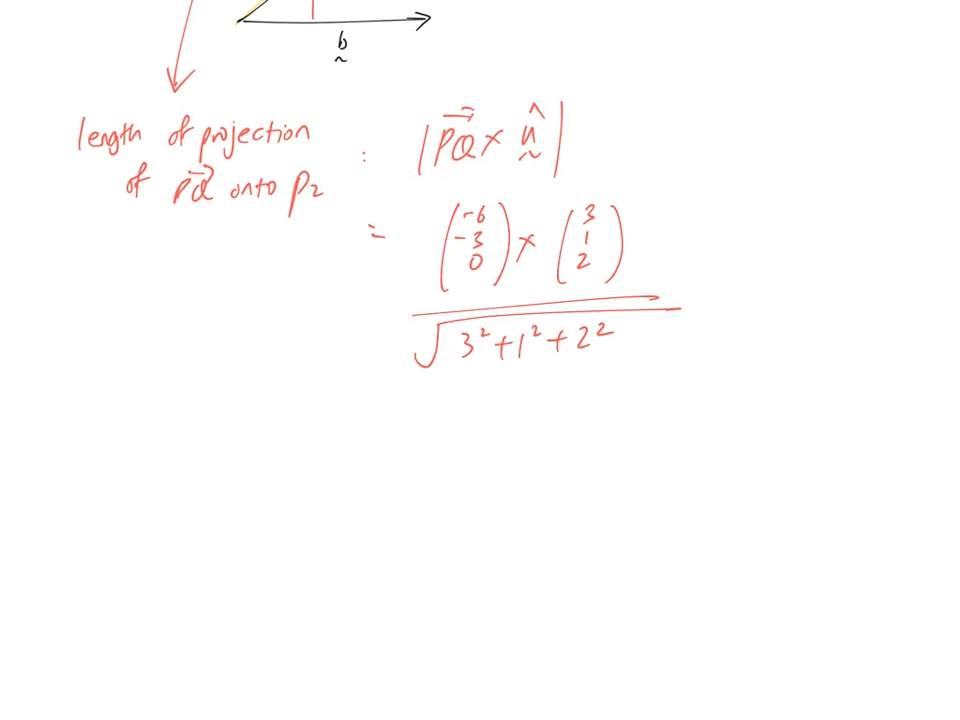 b
~
length of projection
of PQ⃗ onto p2
: |PQ⃗ × n̂|
~
= (-6 -3 0) × (3 1 2)
√(3² + 1² + 2²)